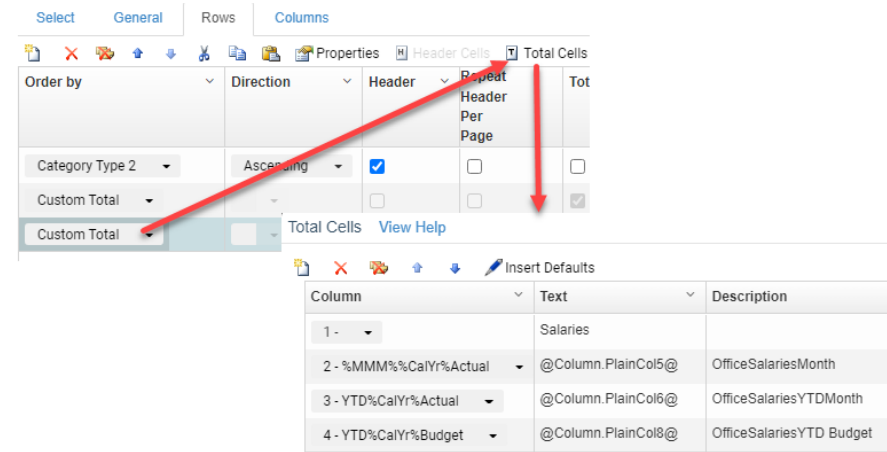 Select General Rows Columns
Properties Header Cells Total Cells
Order by Direction Header Repeat Tot
Header
Per
Page
Category Type 2 Ascending
Custom Total
Custom Total
Total Cells View Help
Insert Defaults
Column Text Description
1 - Salaries
2 - %MMM%%CalYr%Actual @Column.PlainCol5@ OfficeSalariesMonth
3 - YTD%CalYr%Actual @Column.PlainCol6@ OfficeSalariesYTDMonth
4 - YTD%CalYr%Budget @Column.PlainCol8@ OfficeSalariesYTD Budget